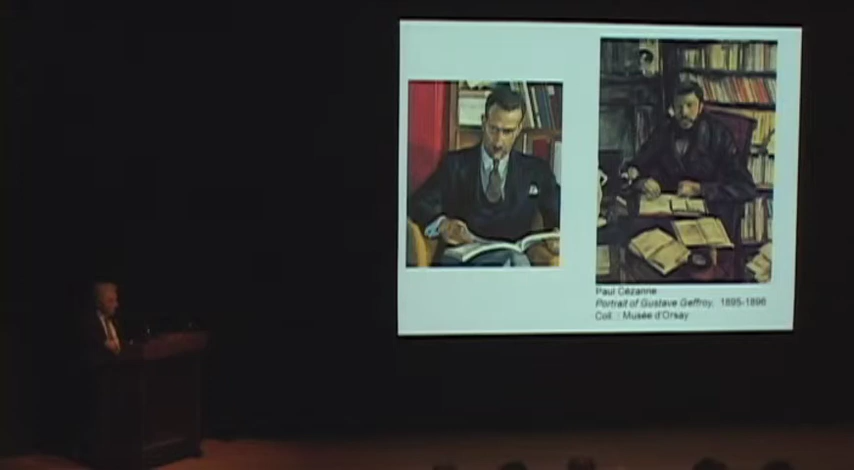 Paul Cézanne
Portrait of Gustave Geffroy, 1895-1896
Coll. : Musée d'Orsay